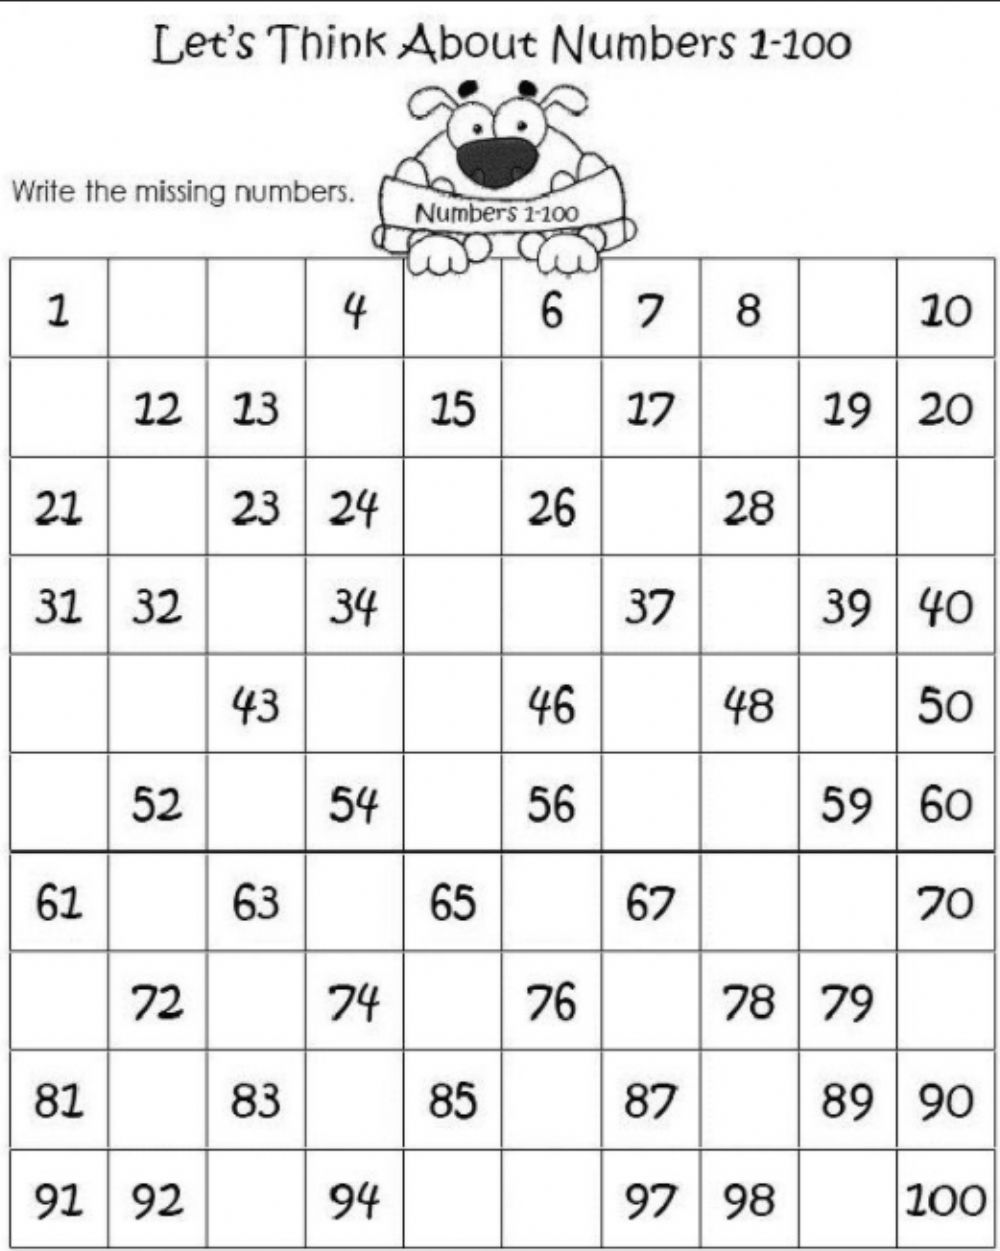 Let's Think About Numbers 1-100
Write the missing numbers.
Numbers 1-100
1 4 6 7 8 10
12 13 15 17 19 20
21 23 24 26 28
31 32 34 37 39 40
43 46 48 50
52 54 56 59 60
61 63 65 67 70
72 74 76 78 79
81 83 85 87 89 90
91 92 94 97 98 100